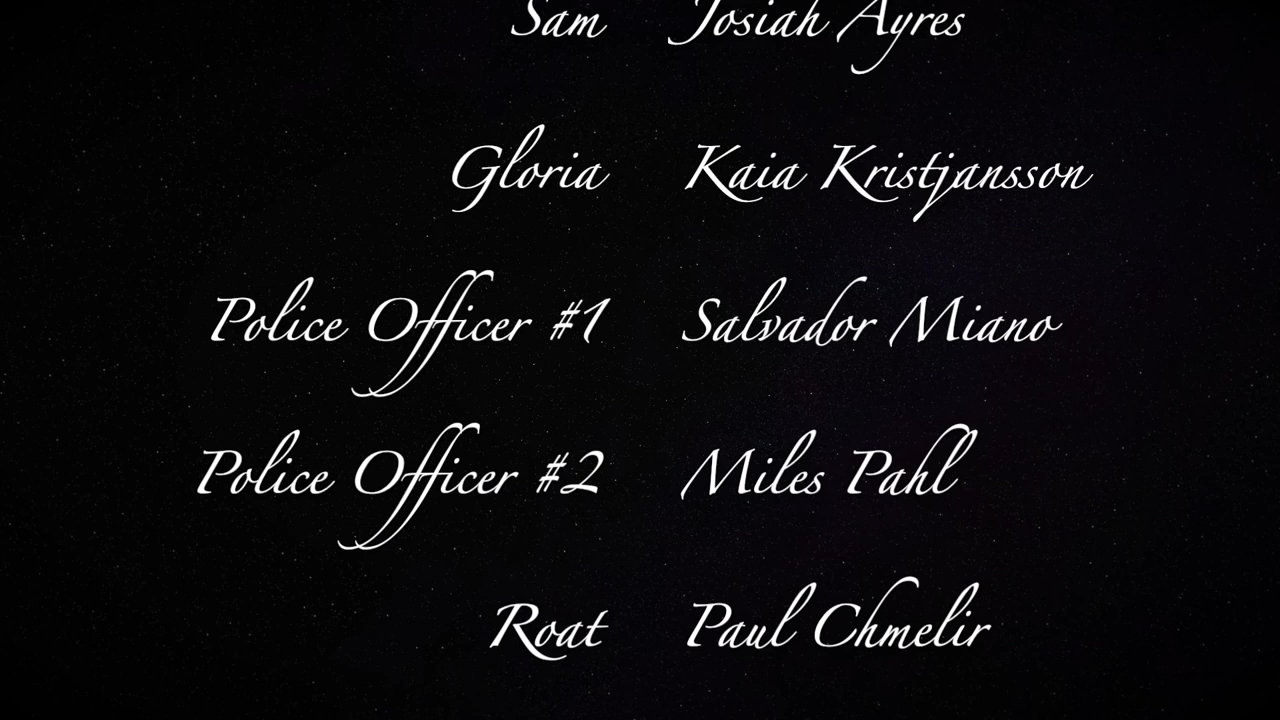 Sam Josiah Ayres
Gloria Kaia Kristjansson
Police Officer #1 Salvador Miano
Police Officer #2 Miles Pahl
Roat Paul Chmelir